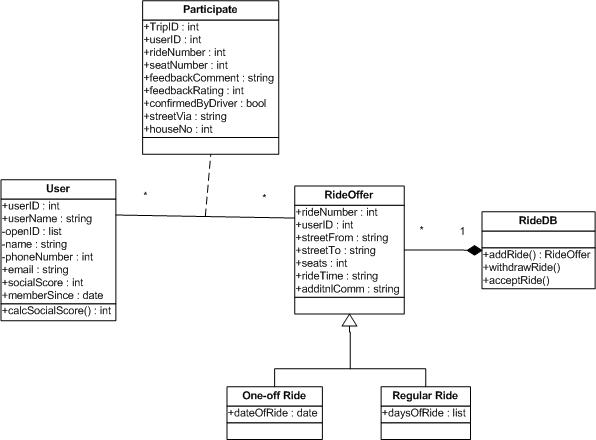 Participate
+TripID : int
+userID : int
+rideNumber : int
+seatNumber : int
+feedbackComment : string
+feedbackRating : int
+confirmedByDriver : bool
+streetVia : string
+houseNo : int
User
+userID : int
+userName : string
-openID : list
-name : string
-phoneNumber : int
+email : string
+socialScore : int
+memberSince : date
+calcSocialScore() : int
*
*
RideOffer
+rideNumber : int
+userID : int
+streetFrom : string
+streetTo : string
+seats : int
+rideTime : string
+additnlComm : string
*
1
RideDB
+addRide() : RideOffer
+withdrawRide()
+acceptRide()
One-off Ride
+dateOfRide : date
Regular Ride
+daysOfRide : list